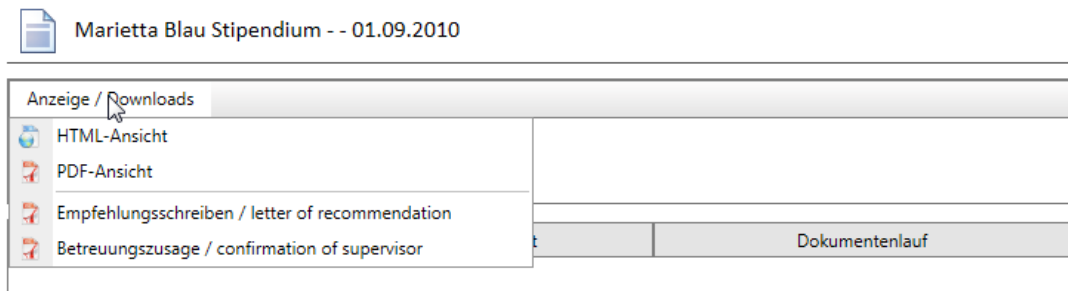 Marietta Blau Stipendium - - 01.09.2010
Anzeige / Downloads
HTML-Ansicht
PDF-Ansicht
Empfehlungsschreiben / letter of recommendation
Betreuungszusage / confirmation of supervisor
Dokumentenlauf